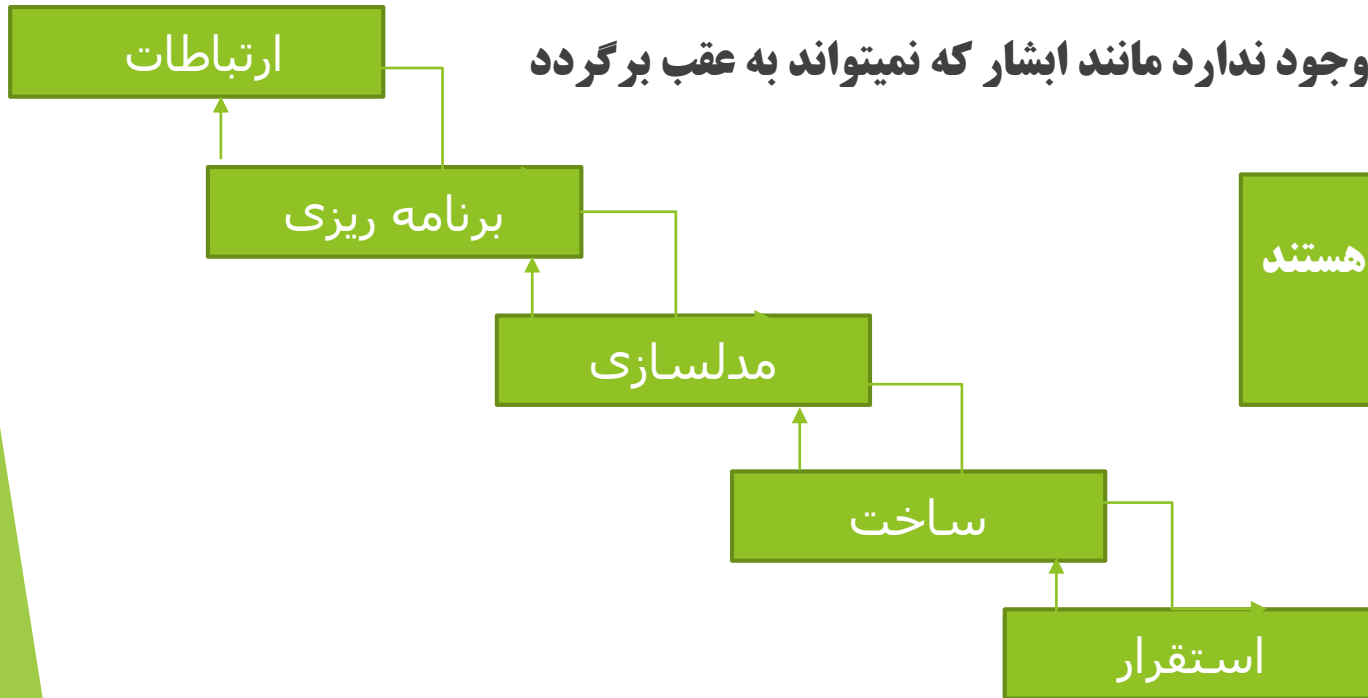 ارتباطات
وجود ندارد مانند ابشار که نمیتواند به عقب برگردد
برنامه ریزی
هستند
مدلسازی
ساخت
استقرار